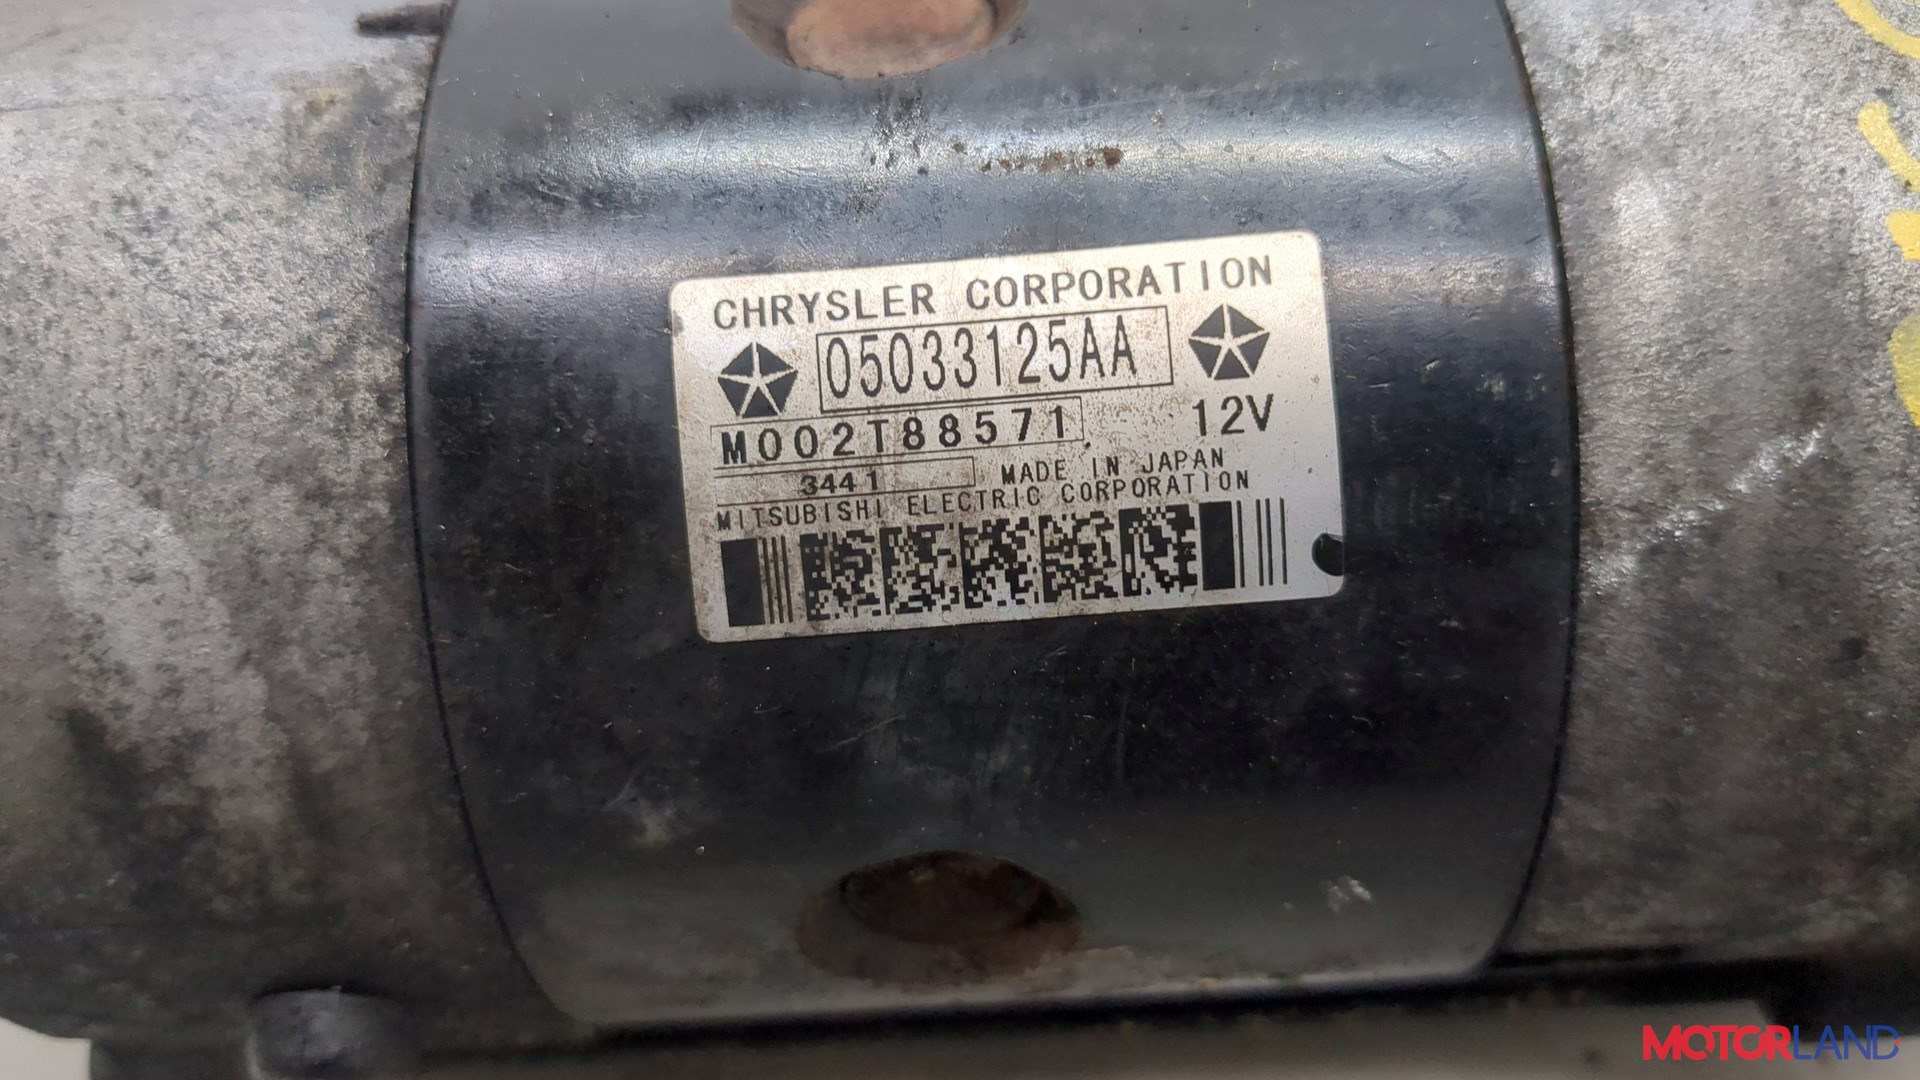 CHRYSLER CORPORATION
05033125AA
M002T88571 12V
3441 MADE IN JAPAN
MITSUBISHI ELECTRIC CORPORATION
MOTORLAND